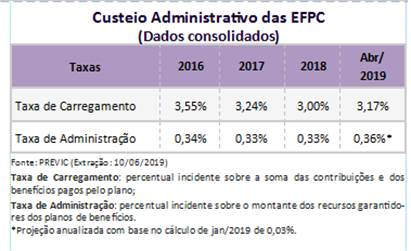 Custeio Administrativo das EFPC
(Dados consolidados)
Taxas 2016 2017 2018 Abr/
2019
Taxa de Carregamento 3,55% 3,24% 3,00% 3,17%
Taxa de Administração 0,34% 0,33% 0,33% 0,36%*
Fonte: PREVIC (Extração : 10/06/2019)
Taxa de Carregamento: percentual incidente sobre a soma das contribuições e dos
benefícios pagos pelo plano;
Taxa de Administração: percentual incidente sobre o montante dos recursos garantido-
res dos planos de benefícios.
*Projeção anualizada com base no cálculo de jan/2019 de 0,03%.